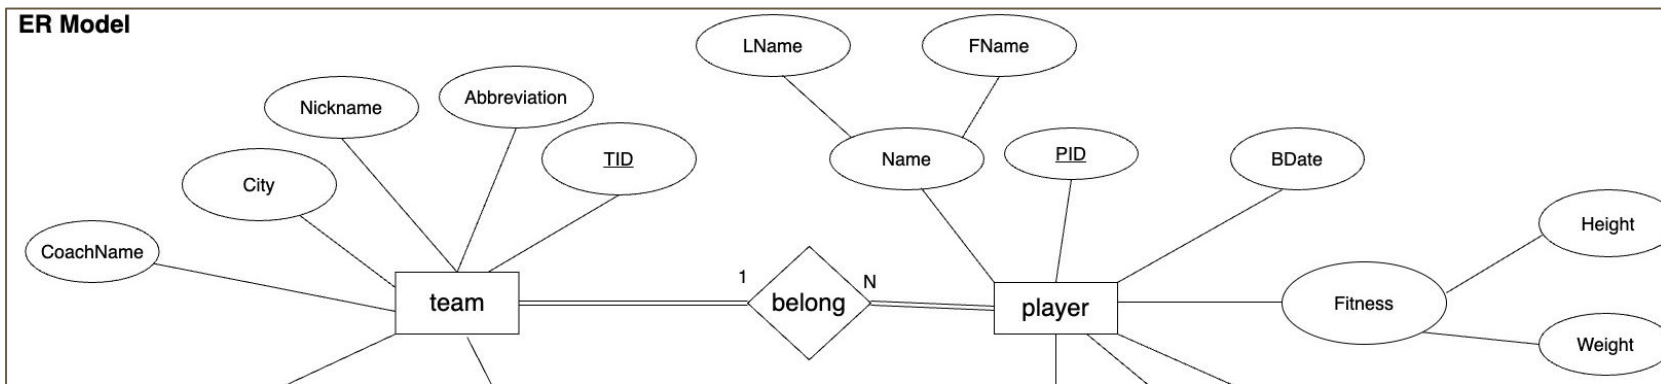 ER Model
LName
FName
Nickname
Abbreviation
TID
Name
PID
BDate
City
CoachName
Height
team
1
belong
N
player
Fitness
Weight